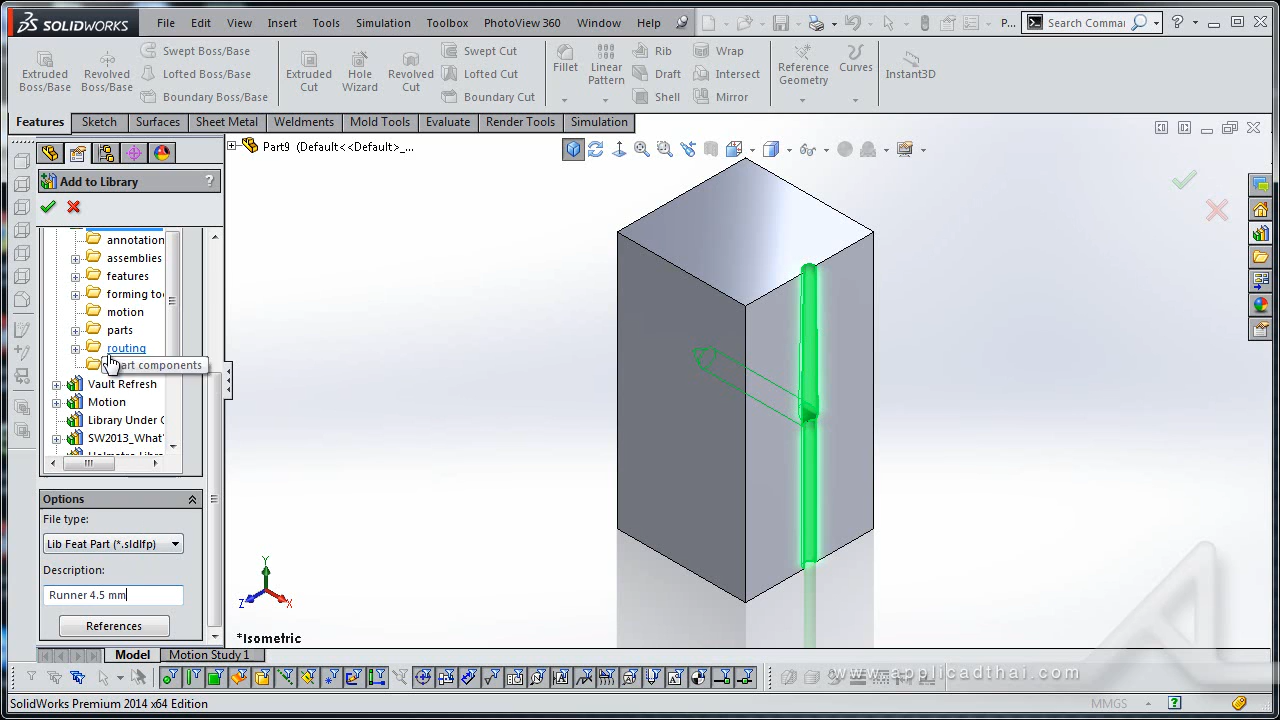 SOLIDWORKS File Edit View Insert Tools Simulation Toolbox PhotoView 360 Window Help P... Search Commar
Extruded Boss/Base
Revolved Boss/Base
Swept Boss/Base
Lofted Boss/Base
Boundary Boss/Base
Extruded Cut
Hole Wizard
Revolved Cut
Swept Cut
Lofted Cut
Boundary Cut
Fillet
Linear Pattern
Rib
Draft
Shell
Wrap
Intersect
Mirror
Reference Geometry
Curves
Instant3D
Features Sketch Surfaces Sheet Metal Weldments Mold Tools Evaluate Render Tools Simulation
Part9 (Default<<Default>_...
Add to Library ?
annotation
assemblies
features
forming to
motion
parts
routing
art components
Vault Refresh
Motion
Library Under
SW2013_What'
Options
File type:
Lib Feat Part (*.sldlfp)
Description:
Runner 4.5 mm
References
Y
Z X
*Isometric
Model Motion Study 1
www.applicadthai.com
SolidWorks Premium 2014 x64 Edition MMGS